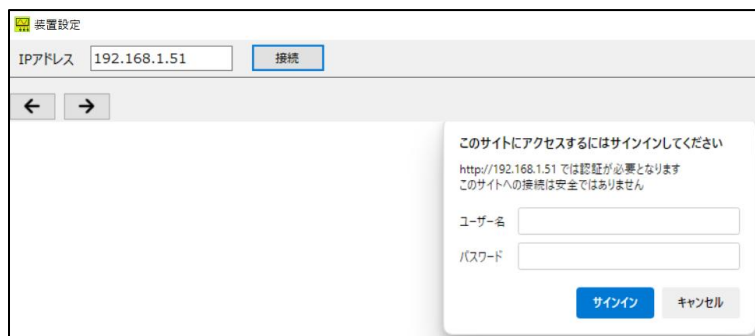 装置設定
IPアドレス 192.168.1.51 接続
← →
このサイトにアクセスするにはサインインしてください
http://192.168.1.51 では認証が必要となります
このサイトへの接続は安全ではありません
ユーザー名
パスワード
サインイン キャンセル